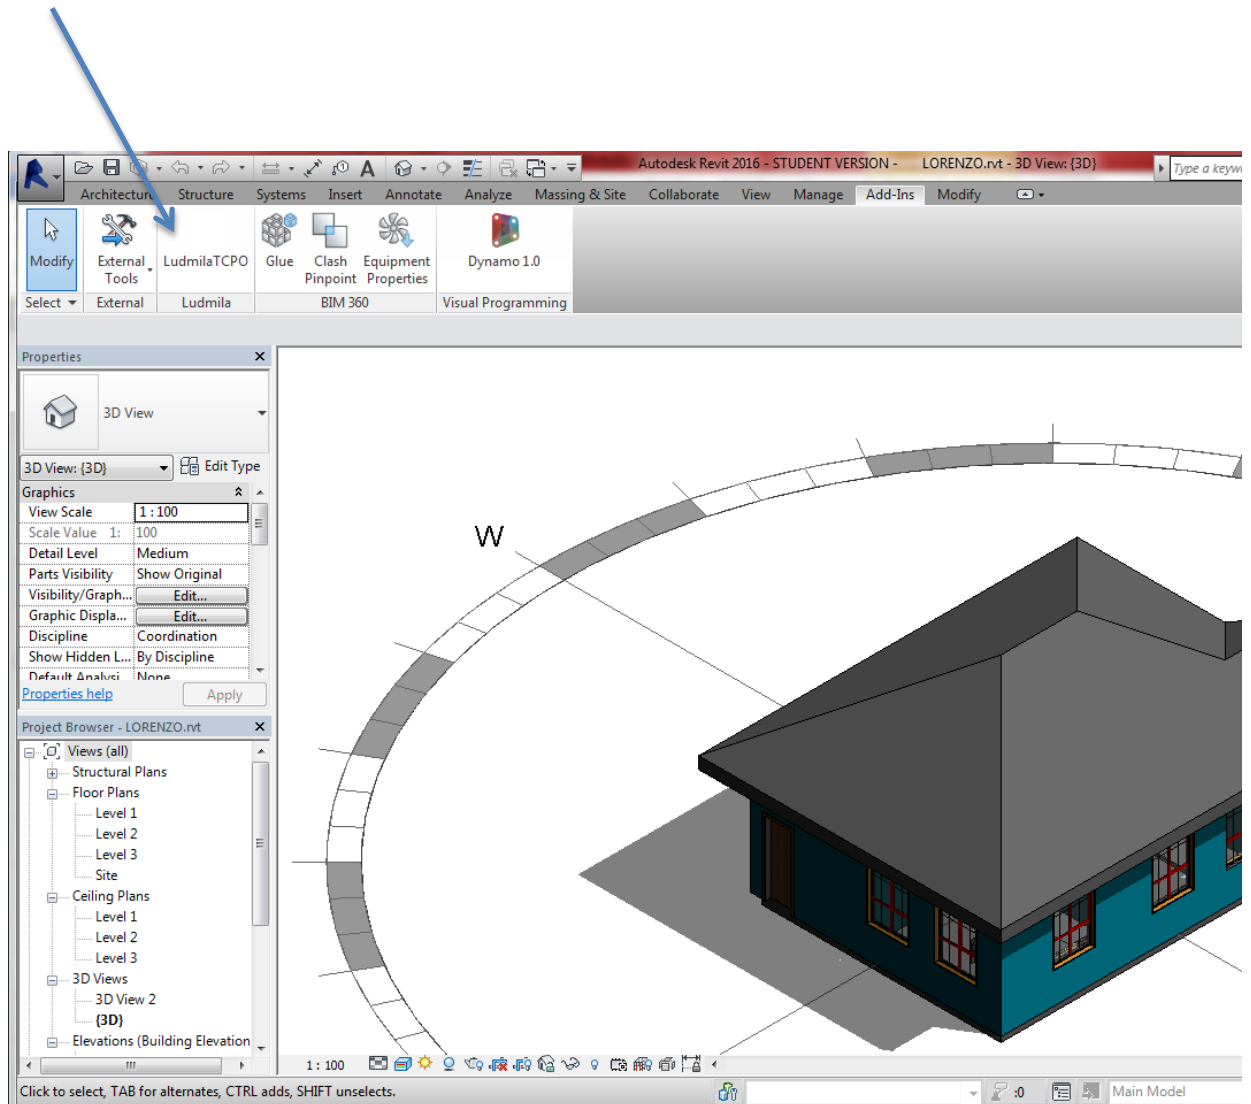 Autodesk Revit 2016 - STUDENT VERSION - LORENZO.rvt - 3D View: {3D}
Type a keyw
Architecture Structure Systems Insert Annotate Analyze Massing & Site Collaborate View Manage Add-Ins Modify
Modify
External Tools
LudmilaTCPO
Glue
Clash Pinpoint
Equipment Properties
Dynamo 1.0
Select External Ludmila BIM 360 Visual Programming
Properties
3D View
3D View: {3D} Edit Type
Graphics
View Scale 1 : 100
Scale Value 1: 100
Detail Level Medium
Parts Visibility Show Original
Visibility/Graph... Edit...
Graphic Displa... Edit...
Discipline Coordination
Show Hidden L... By Discipline
Default Analysi None
Properties help Apply
Project Browser - LORENZO.rvt
Views (all)
Structural Plans
Floor Plans
Level 1
Level 2
Level 3
Site
Ceiling Plans
Level 1
Level 2
Level 3
3D Views
3D View 2
{3D}
Elevations (Building Elevation
W
1 : 100
Click to select, TAB for alternates, CTRL adds, SHIFT unselects.
:0
Main Model